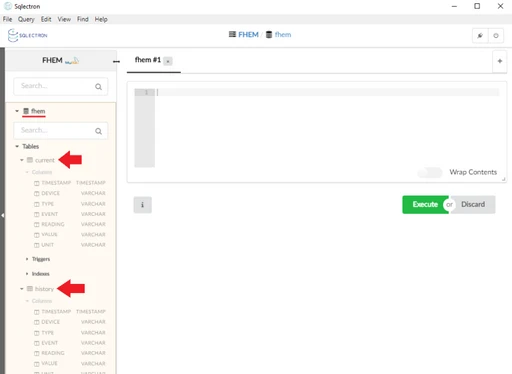 Sqlectron
File Query Edit View Find Help
SQLECTRON
FHEM fhem
FHEM
Search...
fhem
Search...
Tables
current
Columns
TIMESTAMP TIMESTAMP
DEVICE VARCHAR
TYPE VARCHAR
EVENT VARCHAR
READING VARCHAR
VALUE VARCHAR
UNIT VARCHAR
Triggers
Indexes
history
Columns
TIMESTAMP TIMESTAMP
DEVICE VARCHAR
TYPE VARCHAR
EVENT VARCHAR
READING VARCHAR
VALUE VARCHAR
UNIT VARCHAR
fhem #1
1
Wrap Contents
Execute or Discard